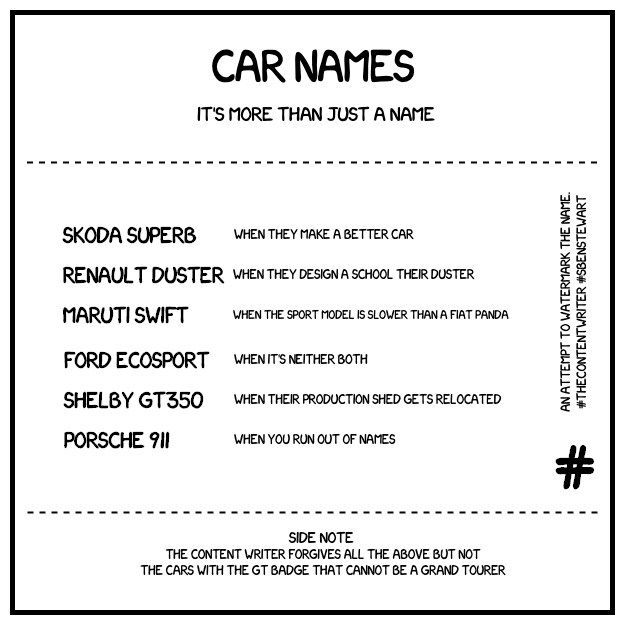 CAR NAMES
IT'S MORE THAN JUST A NAME
SKODA SUPERB WHEN THEY MAKE A BETTER CAR
RENAULT DUSTER WHEN THEY DESIGN A SCHOOL THEIR DUSTER
MARUTI SWIFT WHEN THE SPORT MODEL IS SLOWER THAN A FIAT PANDA
FORD ECOSPORT WHEN IT'S NEITHER BOTH
SHELBY GT350 WHEN THEIR PRODUCTION SHED GETS RELOCATED
PORSCHE 911 WHEN YOU RUN OUT OF NAMES
AN ATTEMPT TO WATERMARK THE NAME.
#THECONTENTWRITER #SBENSTEWART
#
SIDE NOTE
THE CONTENT WRITER FORGIVES ALL THE ABOVE BUT NOT
THE CARS WITH THE GT BADGE THAT CANNOT BE A GRAND TOURER